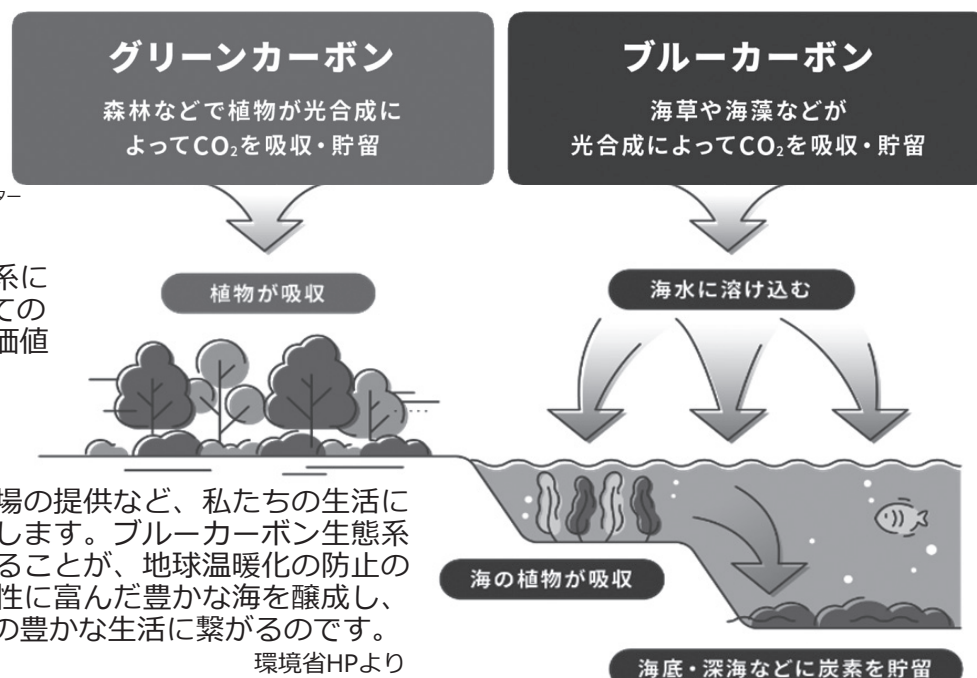 グリーンカーボン
森林などで植物が光合成に
よってCO₂を吸収・貯留
ブルーカーボン
海草や海藻などが
光合成によってCO₂を吸収・貯留
ター
系に
ての
価値
植物が吸収
海水に溶け込む
場の提供など、私たちの生活に
します。ブルーカーボン生態系
ることが、地球温暖化の防止の
性に富んだ豊かな海を醸成し、
の豊かな生活に繋がるのです。
環境省HPより
海の植物が吸収
海底・深海などに炭素を貯留